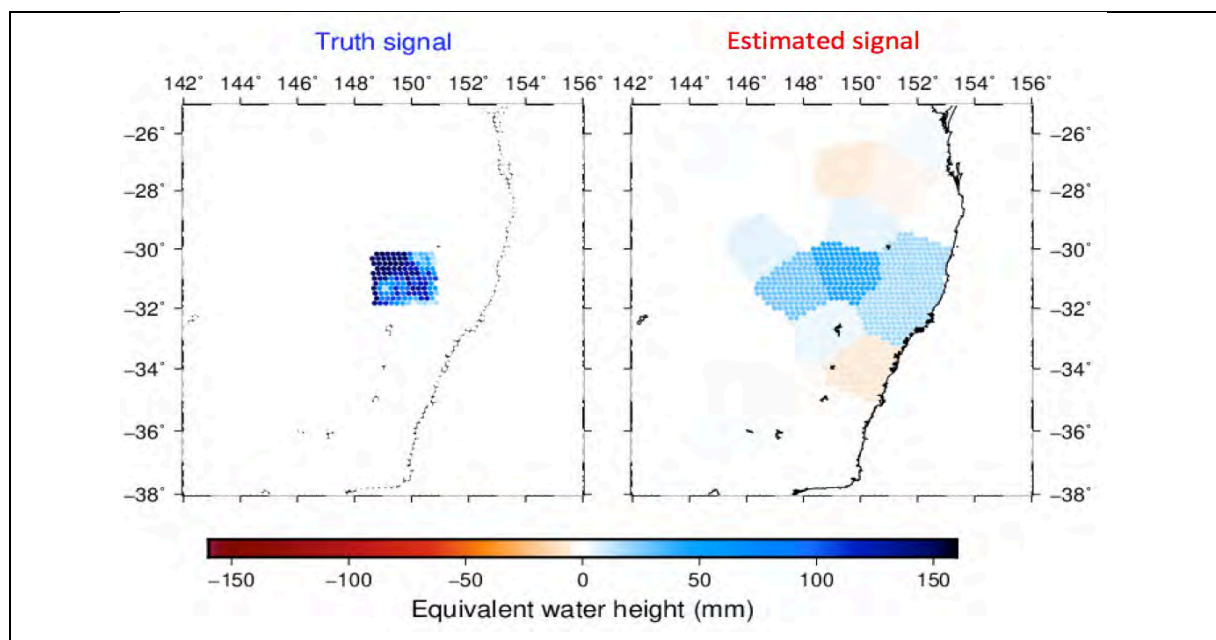 Truth signal Estimated signal
142° 144° 146° 148° 150° 152° 154° 156° 142° 144° 146° 148° 150° 152° 154° 156°
−26° −26°
−28° −28°
−30° −30°
−32° −32°
−34° −34°
−36° −36°
−38° −38°
−150 −100 −50 0 50 100 150
Equivalent water height (mm)